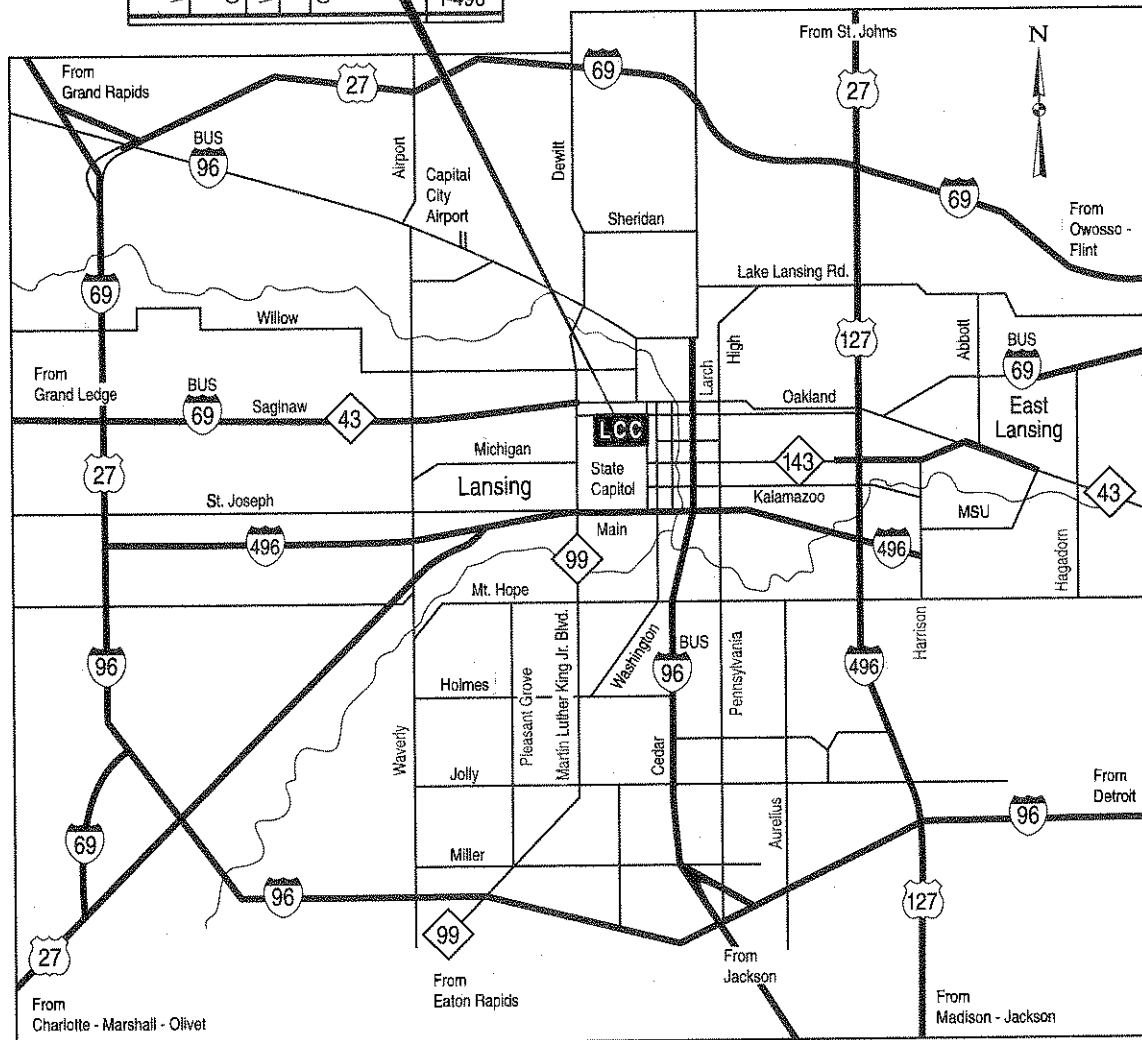 I-496
From St. Johns
N
From
Grand Rapids
27
69
27
BUS
96
Airport
Capital
City
Airport
Dewitt
Sheridan
69
From
Owosso -
Flint
69
Lake Lansing Rd.
Willow
127
Abbott
BUS
69
High
Larch
From
Grand Ledge
BUS
69
Saginaw
43
Oakland
East
Lansing
LCC
27
Michigan
State
Capitol
143
43
Lansing
St. Joseph
Kalamazoo
MSU
Main
496
99
496
Hagadorn
Mt. Hope
Harrison
96
Martin Luther King Jr. Blvd.
Washington
BUS
96
Pennsylvania
496
Holmes
Pleasant Grove
Waverly
Cedar
Jolly
From
Detroit
96
69
Aurelius
Miller
96
127
99
27
From
Jackson
From
Eaton Rapids
From
Charlotte - Marshall - Olivet
From
Madison - Jackson